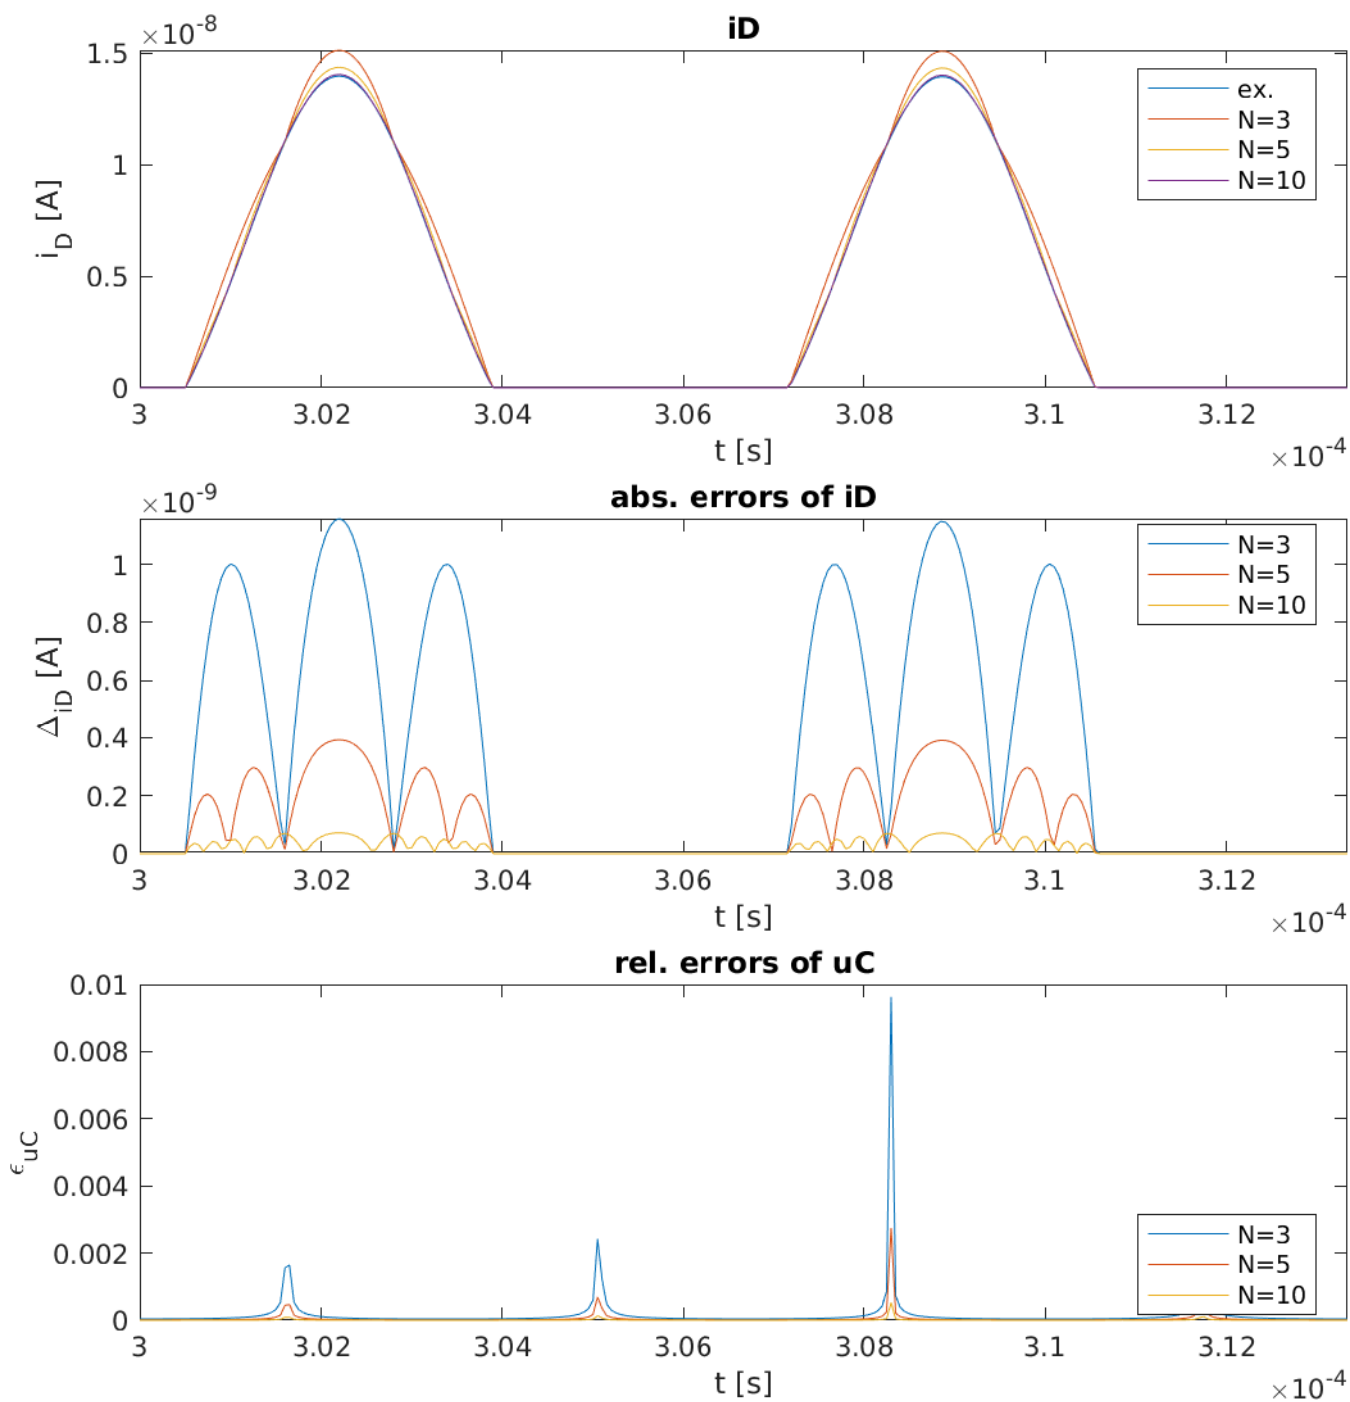 iD
×10⁻⁸
1.5
1
0.5
0
i_D [A]
ex.
N=3
N=5
N=10
3 3.02 3.04 3.06 3.08 3.1 3.12
t [s]
×10⁻⁴
abs. errors of iD
×10⁻⁹
1
0.8
0.6
0.4
0.2
0
Δ_iD [A]
N=3
N=5
N=10
3 3.02 3.04 3.06 3.08 3.1 3.12
t [s]
×10⁻⁴
rel. errors of uC
0.01
0.008
0.006
0.004
0.002
0
ϵ_uC
N=3
N=5
N=10
3 3.02 3.04 3.06 3.08 3.1 3.12
t [s]
×10⁻⁴